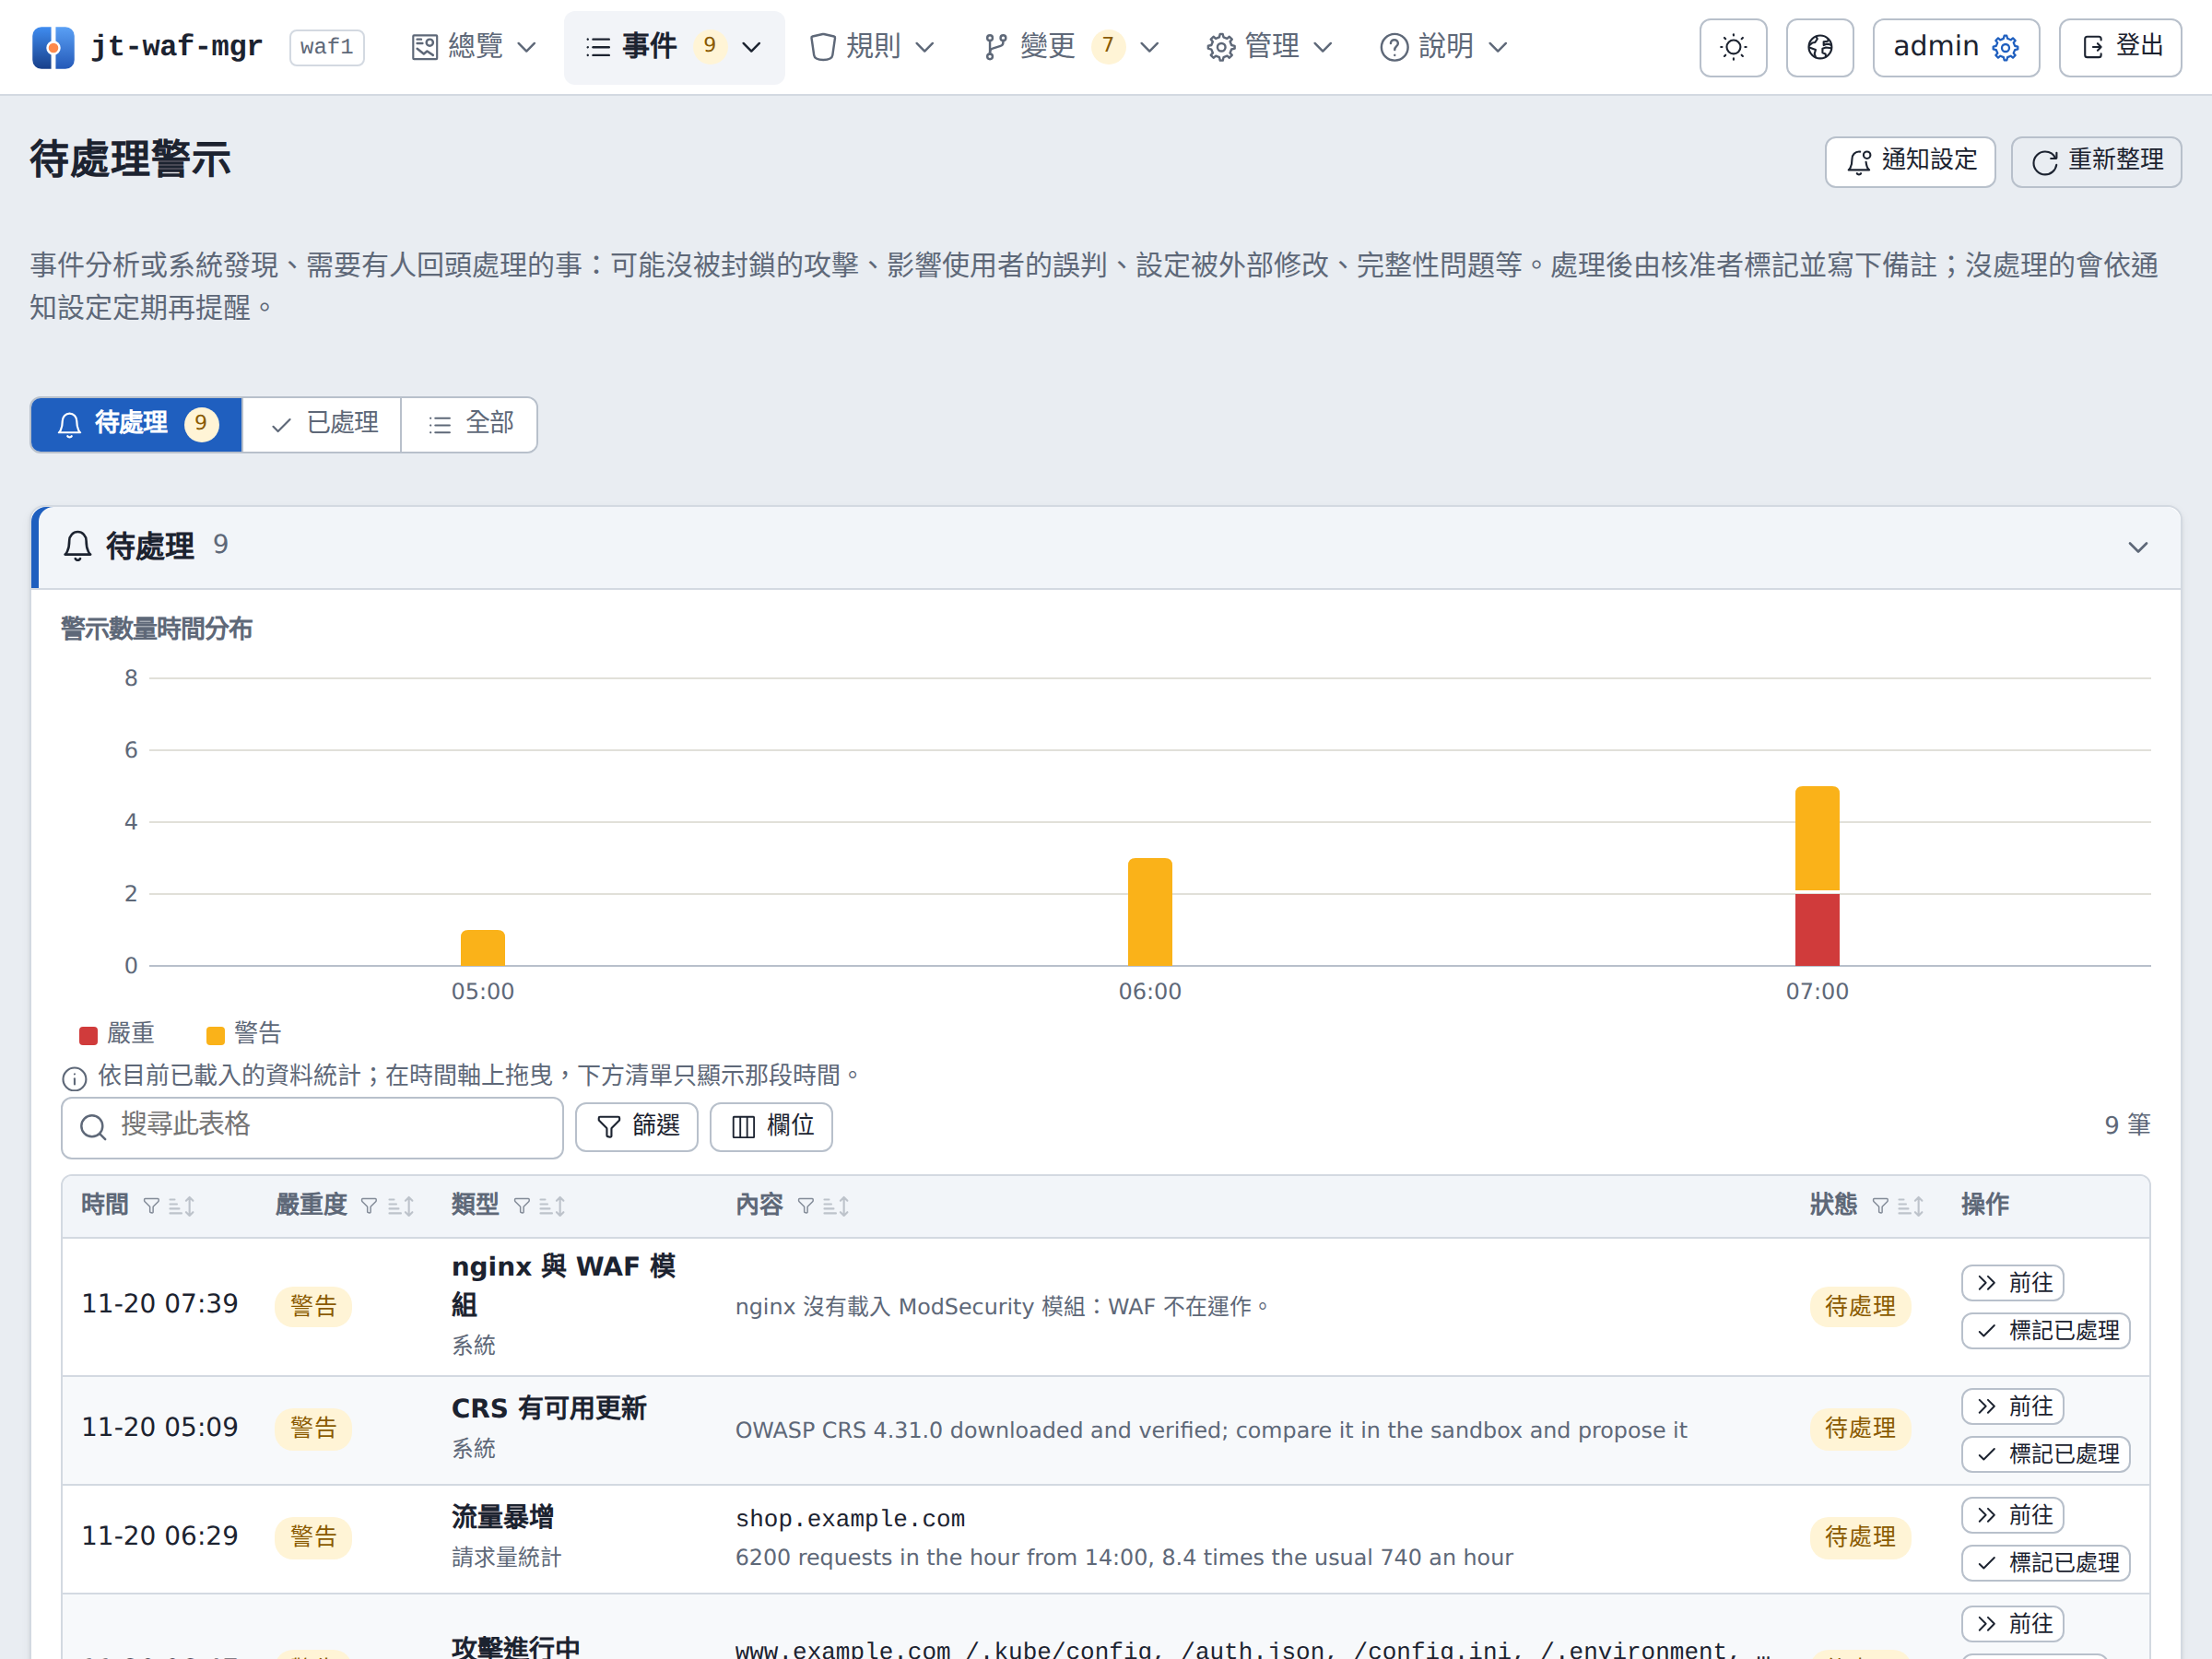 jt-waf-mgr waf1 總覽 事件 9 規則 變更 7 管理 說明 admin 登出
待處理警示 通知設定 重新整理
事件分析或系統發現、需要有人回頭處理的事：可能沒被封鎖的攻擊、影響使用者的誤判、設定被外部修改、完整性問題等。處理後由核准者標記並寫下備註；沒處理的會依通
知設定定期再提醒。
待處理 9 已處理 全部
待處理 9
警示數量時間分布
8
6
4
2
0
05:00 06:00 07:00
嚴重 警告
依目前已載入的資料統計；在時間軸上拖曳，下方清單只顯示那段時間。
搜尋此表格 篩選 欄位 9 筆
時間 嚴重度 類型 內容 狀態 操作
11-20 07:39 警告 nginx 與 WAF 模組 系統 nginx 沒有載入 ModSecurity 模組：WAF 不在運作。 待處理 前往 標記已處理
11-20 05:09 警告 CRS 有可用更新 系統 OWASP CRS 4.31.0 downloaded and verified; compare it in the sandbox and propose it 待處理 前往 標記已處理
11-20 06:29 警告 流量暴增 請求量統計 shop.example.com 6200 requests in the hour from 14:00, 8.4 times the usual 740 an hour 待處理 前往 標記已處理
攻擊進行中 www.example.com /.kube/config, /auth.json, /config.ini, /.environment, … 前往